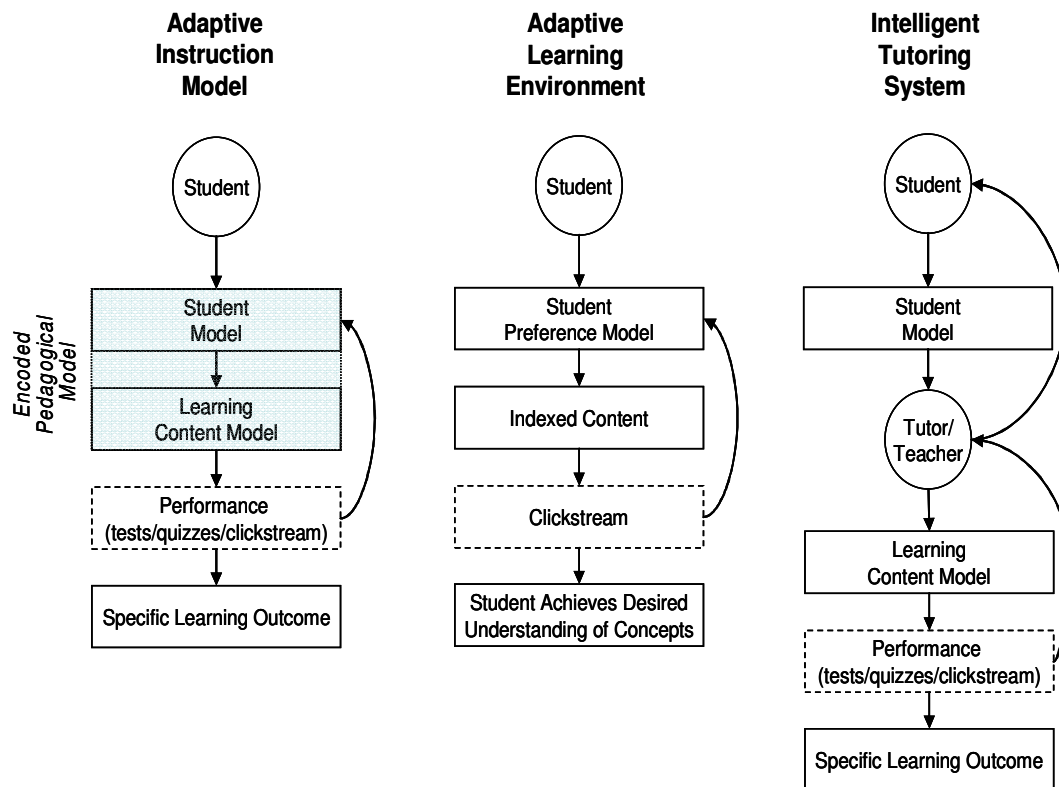 Adaptive
Instruction
Model
Student
Encoded
Pedagogical
Model
Student
Model
Learning
Content Model
Performance
(tests/quizzes/clickstream)
Specific Learning Outcome
Adaptive
Learning
Environment
Student
Student
Preference Model
Indexed Content
Clickstream
Student Achieves Desired
Understanding of Concepts
Intelligent
Tutoring
System
Student
Student
Model
Tutor/
Teacher
Learning
Content Model
Performance
(tests/quizzes/clickstream)
Specific Learning Outcome